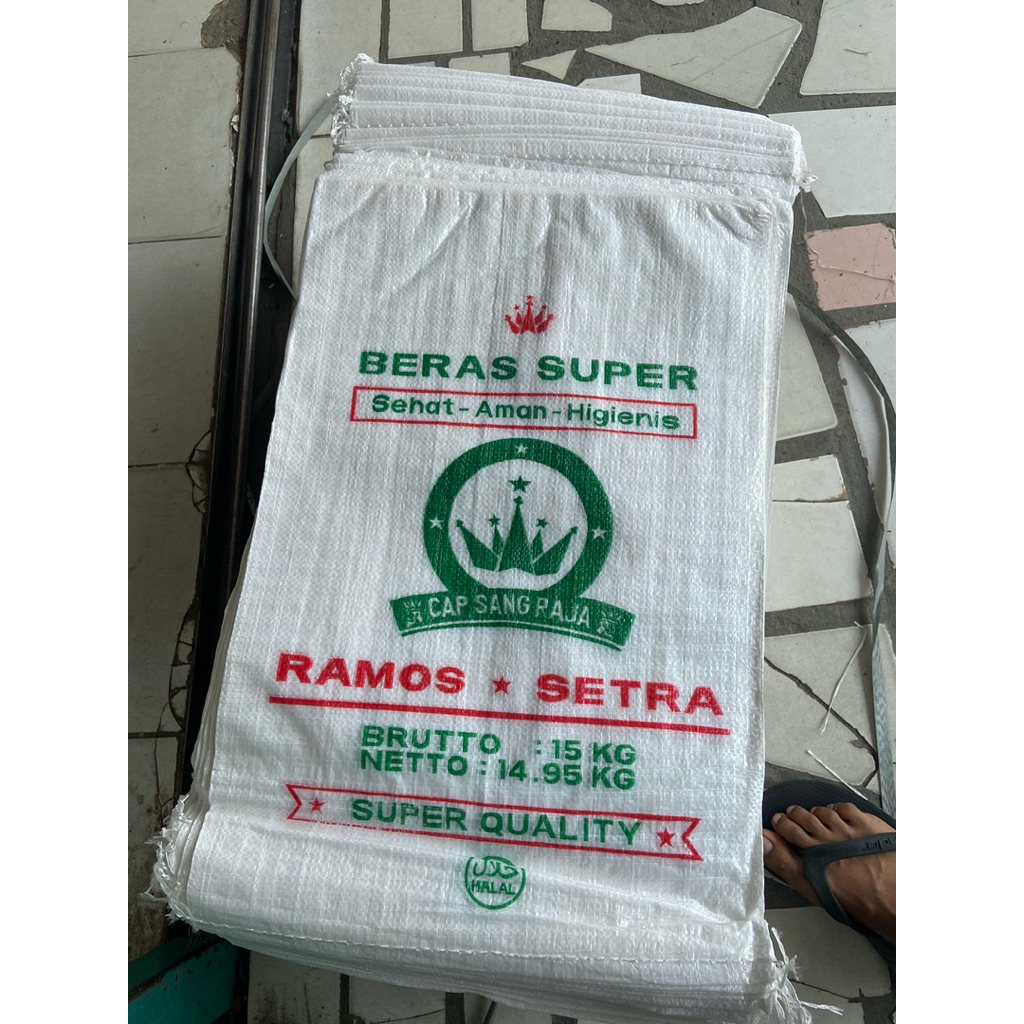 BERAS SUPER
Sehat - Aman - Higienis
CAP SANG RAJA
RAMOS ★ SETRA
BRUTTO : 15 KG
NETTO : 14.95 KG
SUPER QUALITY
HALAL